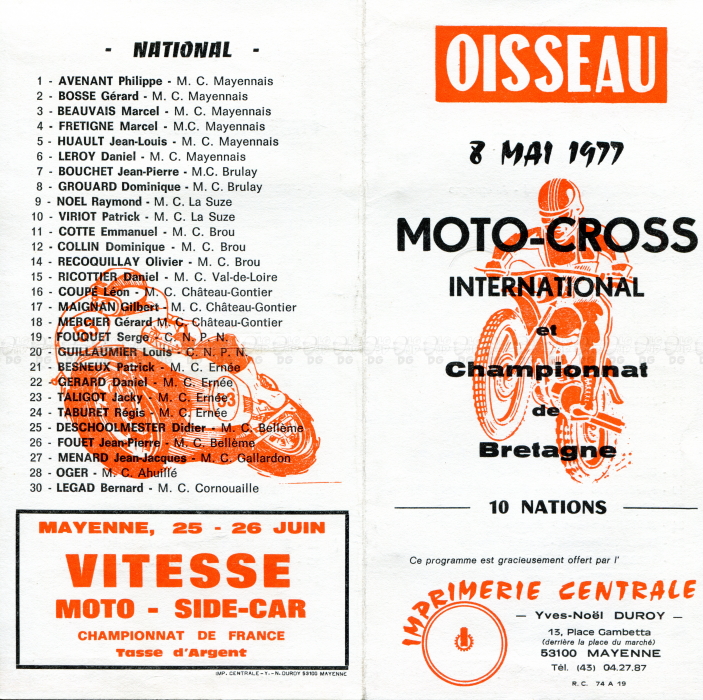 - NATIONAL -
1 - AVENANT Philippe - M. C. Mayennais
2 - BOSSE Gérard - M. C. Mayennais
3 - BEAUVAIS Marcel - M. C. Mayennais
4 - FRETIGNE Marcel - M.C. Mayennais
5 - HUAULT Jean-Louis - M. C. Mayennais
6 - LEROY Daniel - M. C. Mayennais
7 - BOUCHET Jean-Pierre - M.C. Brulay
8 - GROUARD Dominique - M. C. Brulay
9 - NOEL Raymond - M. C. La Suze
10 - VIRIOT Patrick - M. C. La Suze
11 - COTTE Emmanuel - M. C. Brou
12 - COLLIN Dominique - M. C. Brou
14 - RECOQUILLAY Olivier - M. C. Brou
15 - RICOTTIER Daniel - M. C. Val-de-Loire
16 - COUPÉ Léon - M. C. Château-Gontier
17 - MAIGNAN Gilbert - M. C. Château-Gontier
18 - MERCIER Gérard M. C. Château-Gontier
19 - FOUQUET Serge - C. N. P. N.
20 - GUILLAUMIER Louis - C. N. P. N.
21 - BESNEUX Patrick - M. C. Ernée
22 - GERARD Daniel - M. C. Ernée
23 - TALIGOT Jacky - M. C. Ernée
24 - TABURET Régis - M. C. Ernée
25 - DESCHOOLMESTER Didier - M. C. Bellème
26 - FOUET Jean-Pierre - M. C. Bellème
27 - MENARD Jean-Jacques - M. C. Gallardon
28 - OGER - M. C. Ahuillé
30 - LEGAD Bernard - M. C. Cornouaille
33
MAYENNE, 25 - 26 JUIN
VITESSE
MOTO - SIDE-CAR
CHAMPIONNAT DE FRANCE
Tasse d'Argent
IMP. CENTRALE - Y.-N. DUROY 53100 MAYENNE
OISSEAU
8 MAI 1977
MOTO-CROSS
INTERNATIONAL
et
Championnat
de
Bretagne
10 NATIONS
Ce programme est gracieusement offert par l'
IMPRIMERIE CENTRALE
— Yves-Noël DUROY —
13, Place Gambetta
(derrière la place du marché)
53100 MAYENNE
Tél. (43) 04.27.87
R. C. 74 A 19